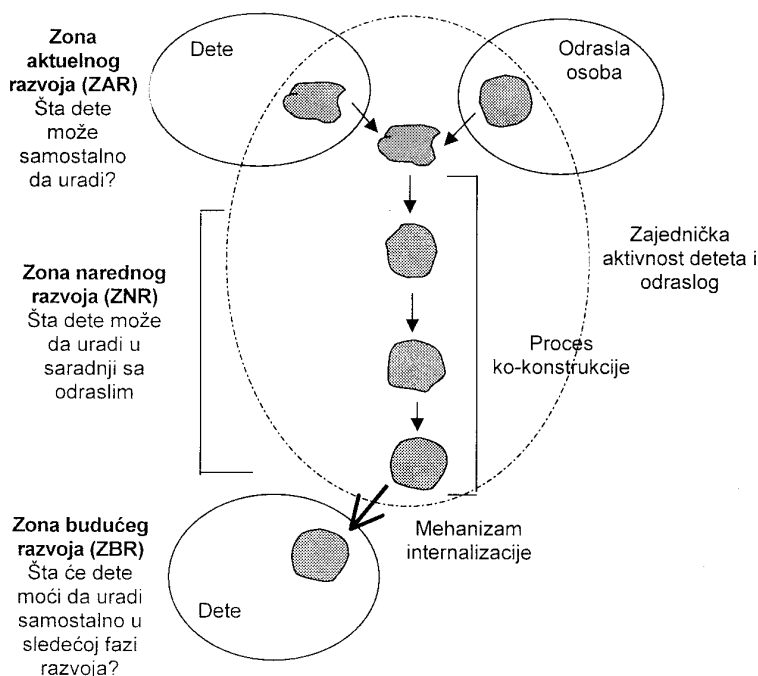 Zona
aktuelnog
razvoja (ZAR)
Šta dete
može
samostalno
da uradi?
Dete
Odrasla
osoba
Zajednička
aktivnost deteta i
odraslog
Zona narednog
razvoja (ZNR)
Šta dete može
da uradi u
saradnji sa
odraslim
Proces
ko-konstrukcije
Zona budućeg
razvoja (ZBR)
Šta će dete
moći da uradi
samostalno u
sledećoj fazi
razvoja?
Mehanizam
internalizacije
Dete